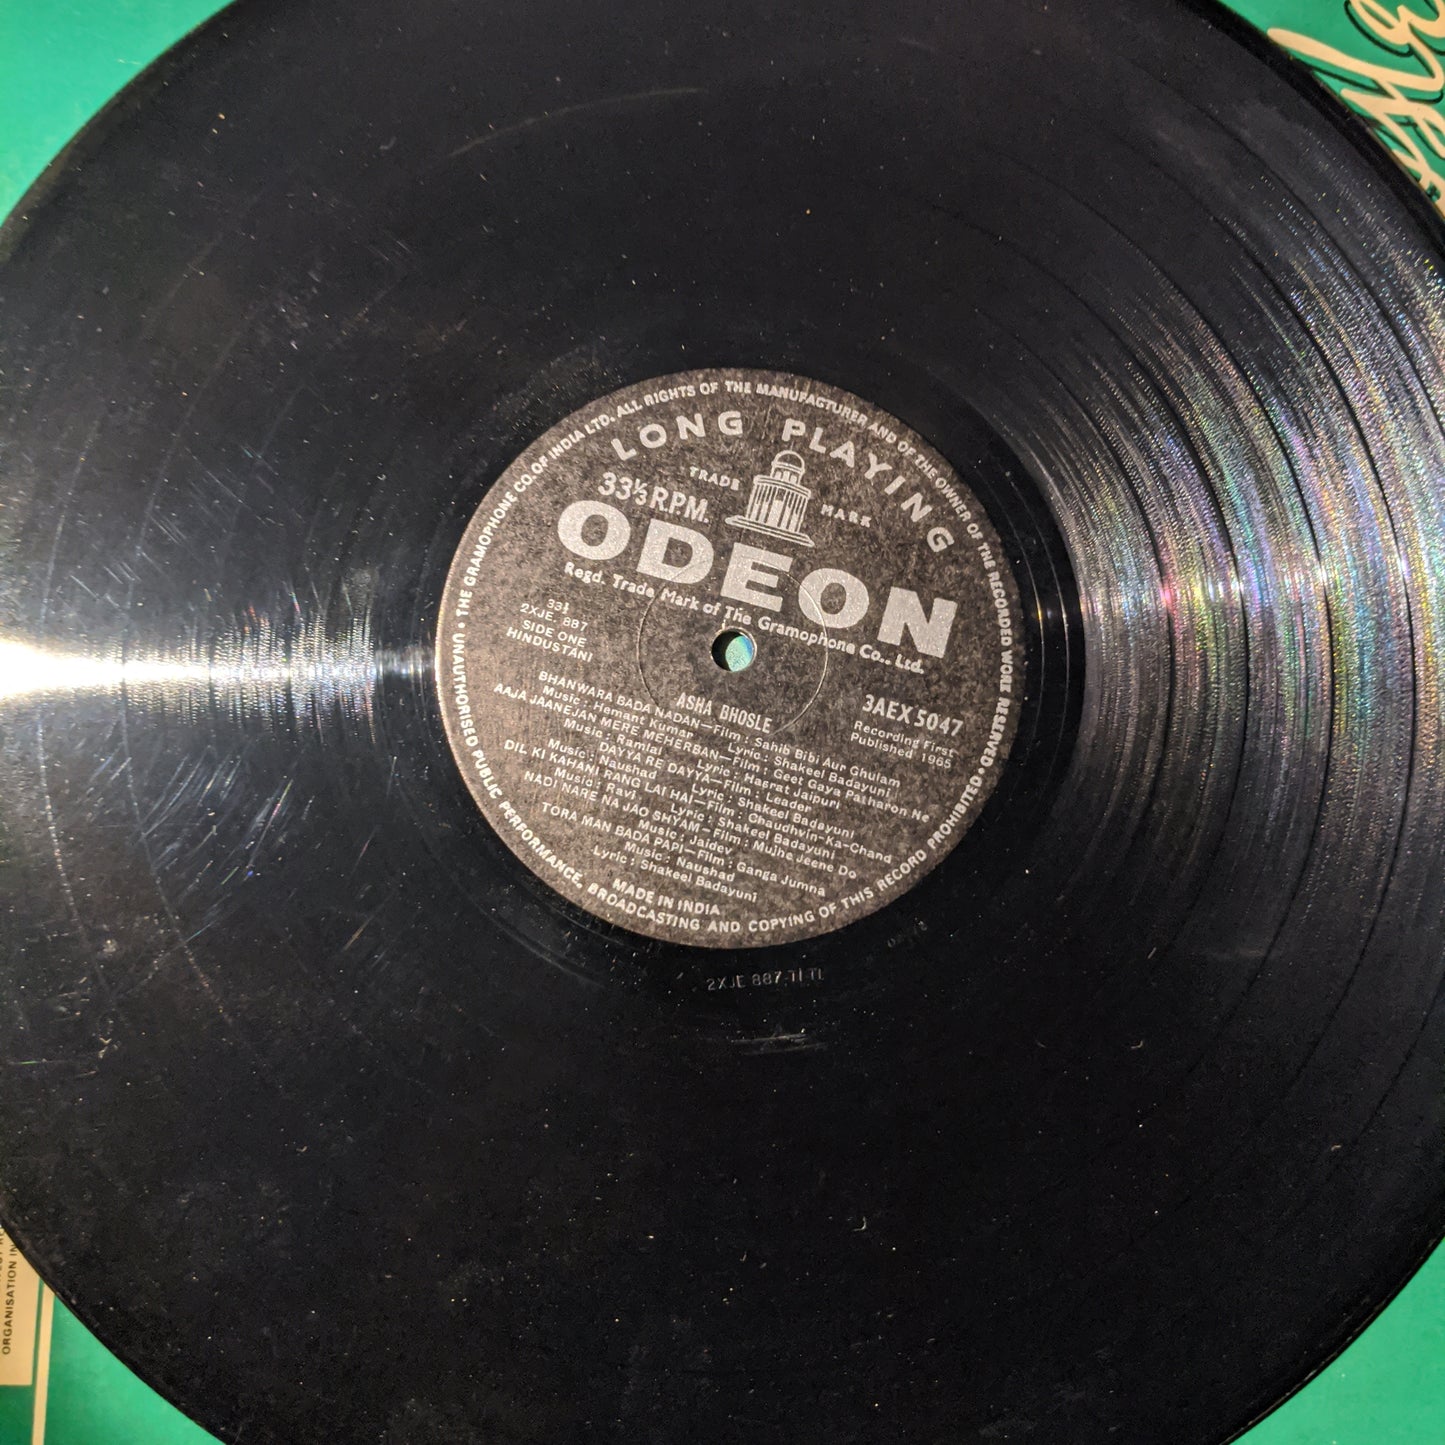 • THE GRAMOPHONE CO. OF INDIA LTD. ALL RIGHTS OF THE MANUFACTURER AND OF THE OWNER OF THE RECORDED WORK RESERVED •
UNAUTHORISED PUBLIC PERFORMANCE, BROADCASTING AND COPYING OF THIS RECORD PROHIBITED •
LONG PLAYING
TRADE MARK
33⅓ R.P.M.
ODEON
Regd. Trade Mark of The Gramophone Co., Ltd.
33⅓
2XJE. 887
SIDE ONE
HINDUSTANI
3AEX 5047
Recording First
Published 1965
ASHA BHOSLE
BHANWARA BADA NADAN—Film : Sahib Bibi Aur Ghulam
Music : Hemant Kumar Lyric : Shakeel Badayuni
AAJA JAANEJAN MERE MEHERBAN—Film : Geet Gaya Patharon Ne
Music : Ramlal Lyric : Hasrat Jaipuri
DAYYA RE DAYYA—Film : Leader
Music : Naushad Lyric : Shakeel Badayuni
DIL KI KAHANI RANG LAI HAI—Film : Chaudhvin-Ka-Chand
Music : Ravi Lyric : Shakeel Badayuni
NADI NARE NA JAO SHYAM—Film : Mujhe Jeene Do
Music : Jaidev
TORA MAN BADA PAPI—Film : Ganga Jumna
Music : Naushad
Lyric : Shakeel Badayuni
MADE IN INDIA
2XJE 887
ORGANISATION IN